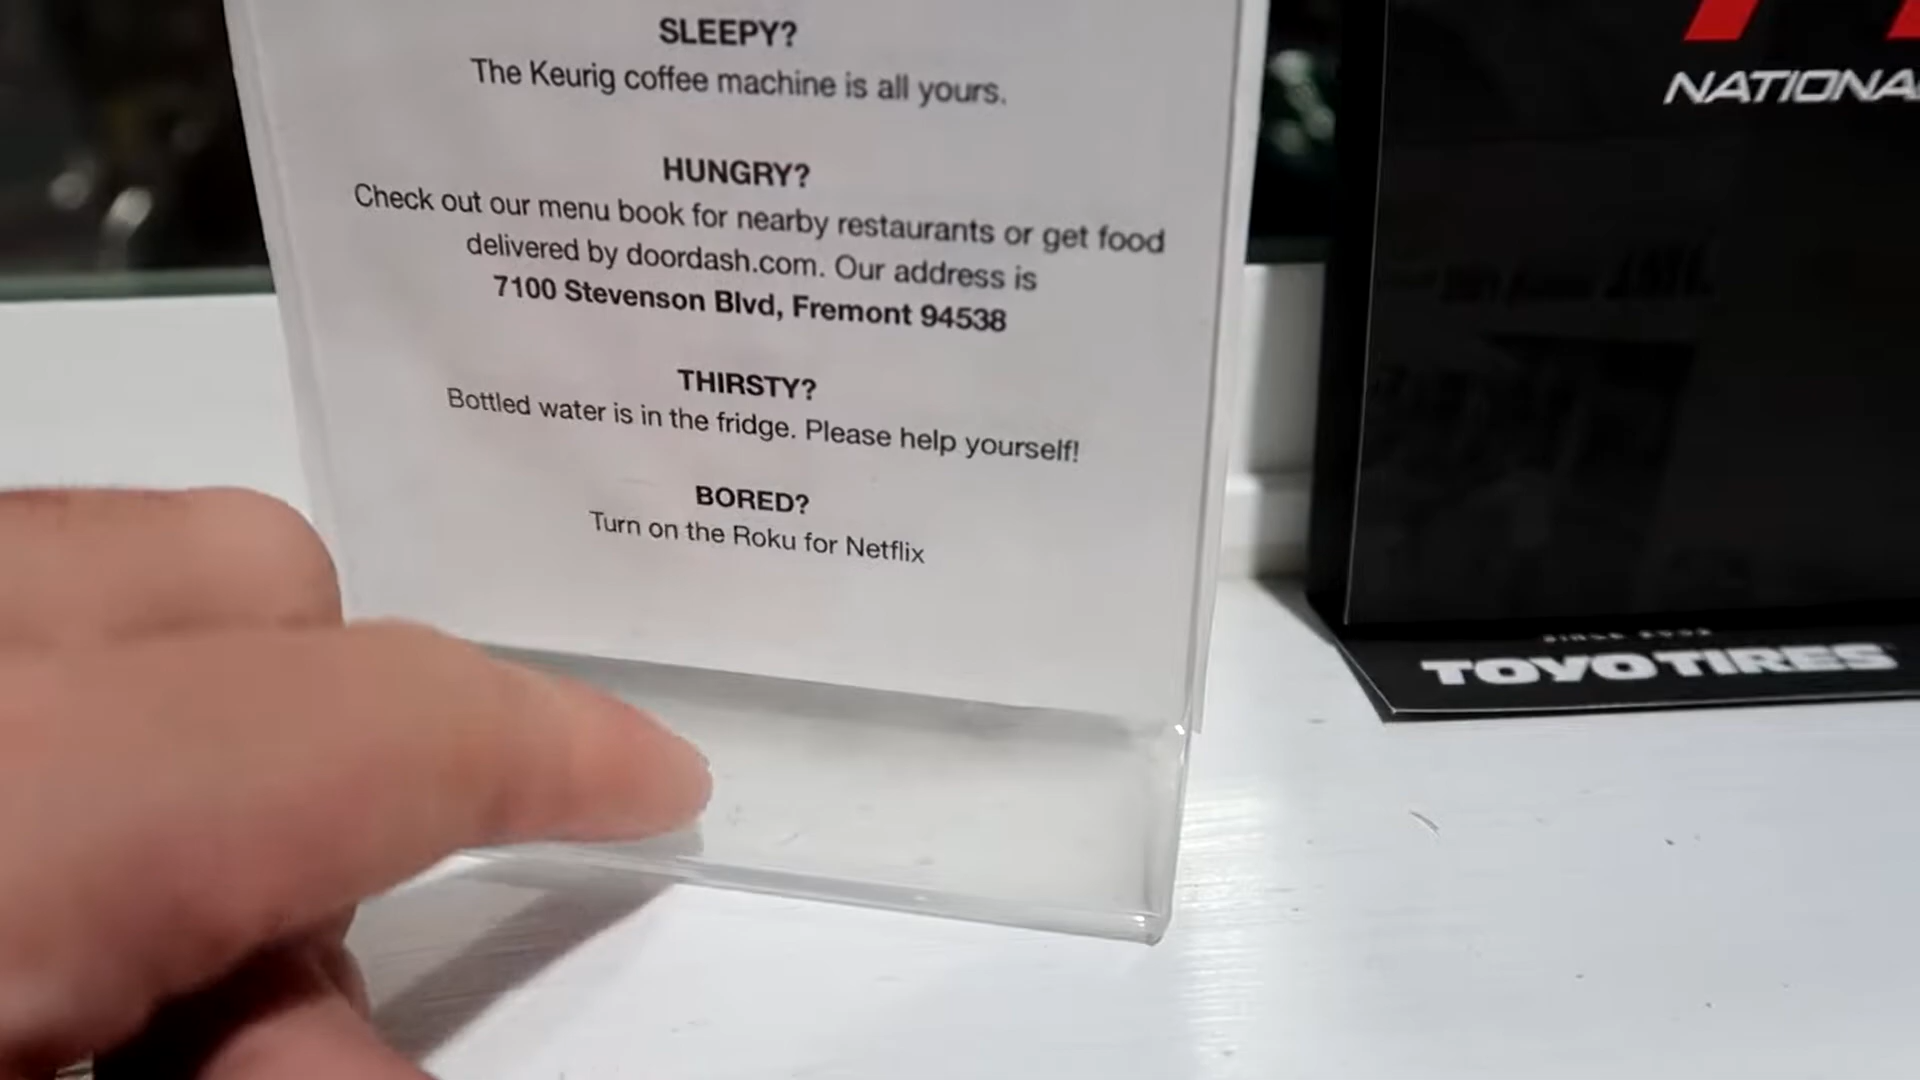 SLEEPY?
The Keurig coffee machine is all yours.
HUNGRY?
Check out our menu book for nearby restaurants or get food
delivered by doordash.com. Our address is
7100 Stevenson Blvd, Fremont 94538
THIRSTY?
Bottled water is in the fridge. Please help yourself!
BORED?
Turn on the Roku for Netflix
NATIONA
TOYO TIRES